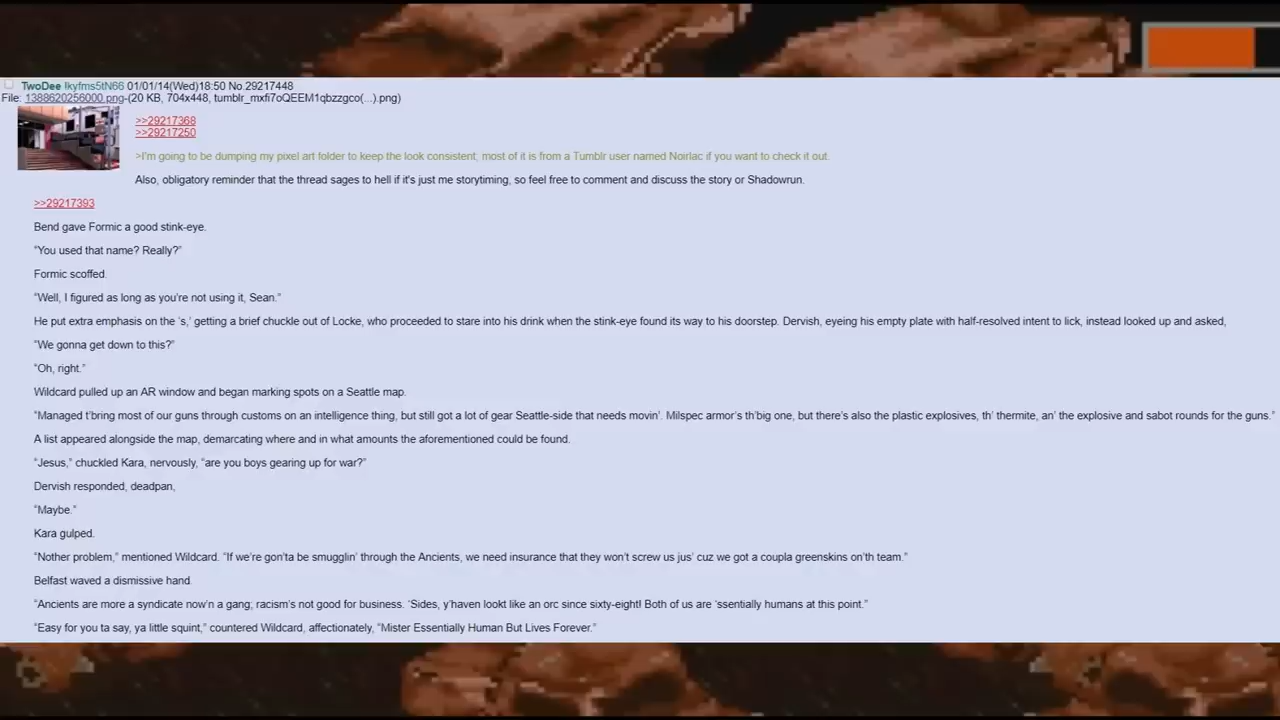 TwoDee !kyfms5tN66 01/01/14(Wed)18:50 No.29217448
File: 1388620256000.png-(20 KB, 704x448, tumblr_mxfi7oQEEM1qbzzgco(...).png)
>>29217368
>>29217250
>I'm going to be dumping my pixel art folder to keep the look consistent; most of it is from a Tumblr user named Noirlac if you want to check it out.
Also, obligatory reminder that the thread sages to hell if it's just me storytiming, so feel free to comment and discuss the story or Shadowrun.
>>29217393
Bend gave Formic a good stink-eye.
“You used that name? Really?”
Formic scoffed.
“Well, I figured as long as you’re not using it, Sean.”
He put extra emphasis on the ‘s,’ getting a brief chuckle out of Locke, who proceeded to stare into his drink when the stink-eye found its way to his doorstep. Dervish, eyeing his empty plate with half-resolved intent to lick, instead looked up and asked,
“We gonna get down to this?”
“Oh, right.”
Wildcard pulled up an AR window and began marking spots on a Seattle map.
“Managed t’bring most of our guns through customs on an intelligence thing, but still got a lot of gear Seattle-side that needs movin’. Milspec armor’s th’big one, but there’s also the plastic explosives, th’ thermite, an’ the explosive and sabot rounds for the guns.”
A list appeared alongside the map, demarcating where and in what amounts the aforementioned could be found.
“Jesus,” chuckled Kara, nervously, “are you boys gearing up for war?”
Dervish responded, deadpan,
“Maybe.”
Kara gulped.
“Nother problem,” mentioned Wildcard. “If we’re gon’ta be smugglin’ through the Ancients, we need insurance that they won’t screw us jus’ cuz we got a coupla greenskins on’th team.”
Belfast waved a dismissive hand.
“Ancients are more a syndicate now’n a gang; racism’s not good for business. ‘Sides, y’haven lookt like an orc since sixty-eight! Both of us are ‘ssentially humans at this point.”
“Easy for you ta say, ya little squint,” countered Wildcard, affectionately, “Mister Essentially Human But Lives Forever.”